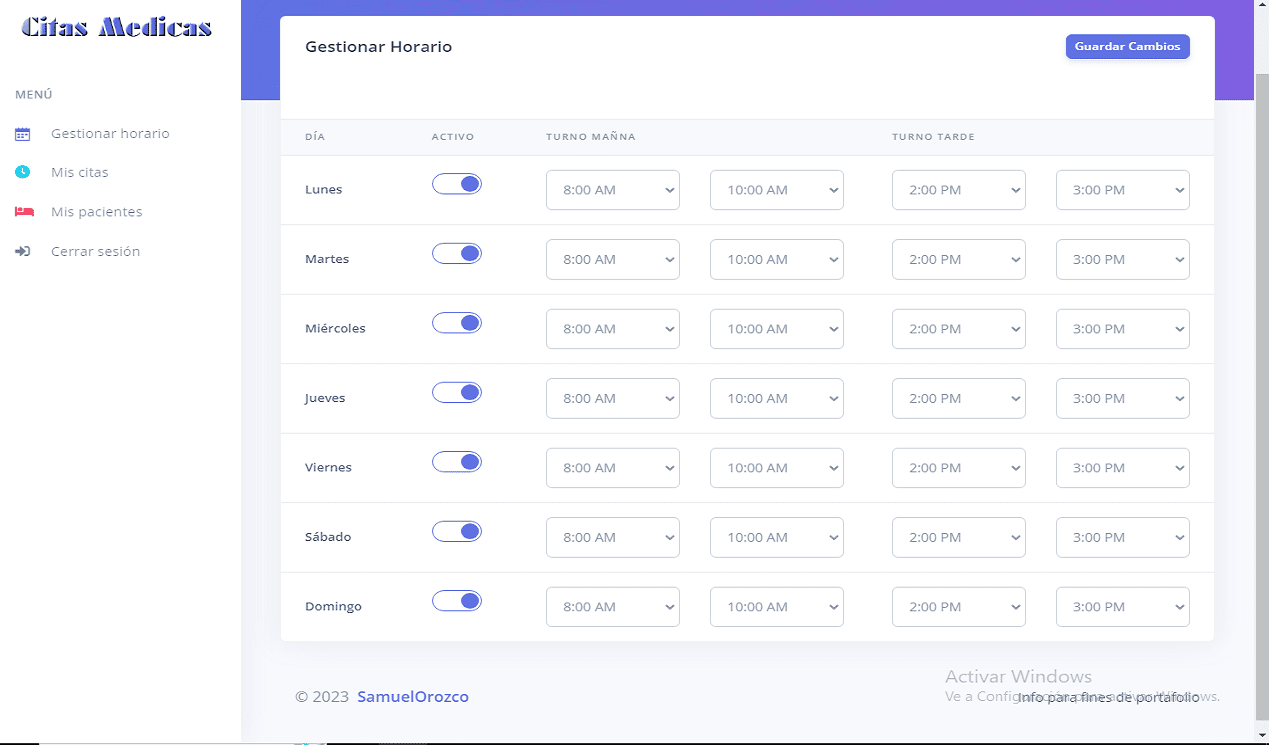 Citas Medicas
MENÚ
Gestionar horario
Mis citas
Mis pacientes
Cerrar sesión
Gestionar Horario
Guardar Cambios
DÍA ACTIVO TURNO MAÑNA TURNO TARDE
Lunes 8:00 AM 10:00 AM 2:00 PM 3:00 PM
Martes 8:00 AM 10:00 AM 2:00 PM 3:00 PM
Miércoles 8:00 AM 10:00 AM 2:00 PM 3:00 PM
Jueves 8:00 AM 10:00 AM 2:00 PM 3:00 PM
Viernes 8:00 AM 10:00 AM 2:00 PM 3:00 PM
Sábado 8:00 AM 10:00 AM 2:00 PM 3:00 PM
Domingo 8:00 AM 10:00 AM 2:00 PM 3:00 PM
© 2023 SamuelOrozco
Activar Windows
Ve a Configuración para activar Windows.
Info para fines de portafolio